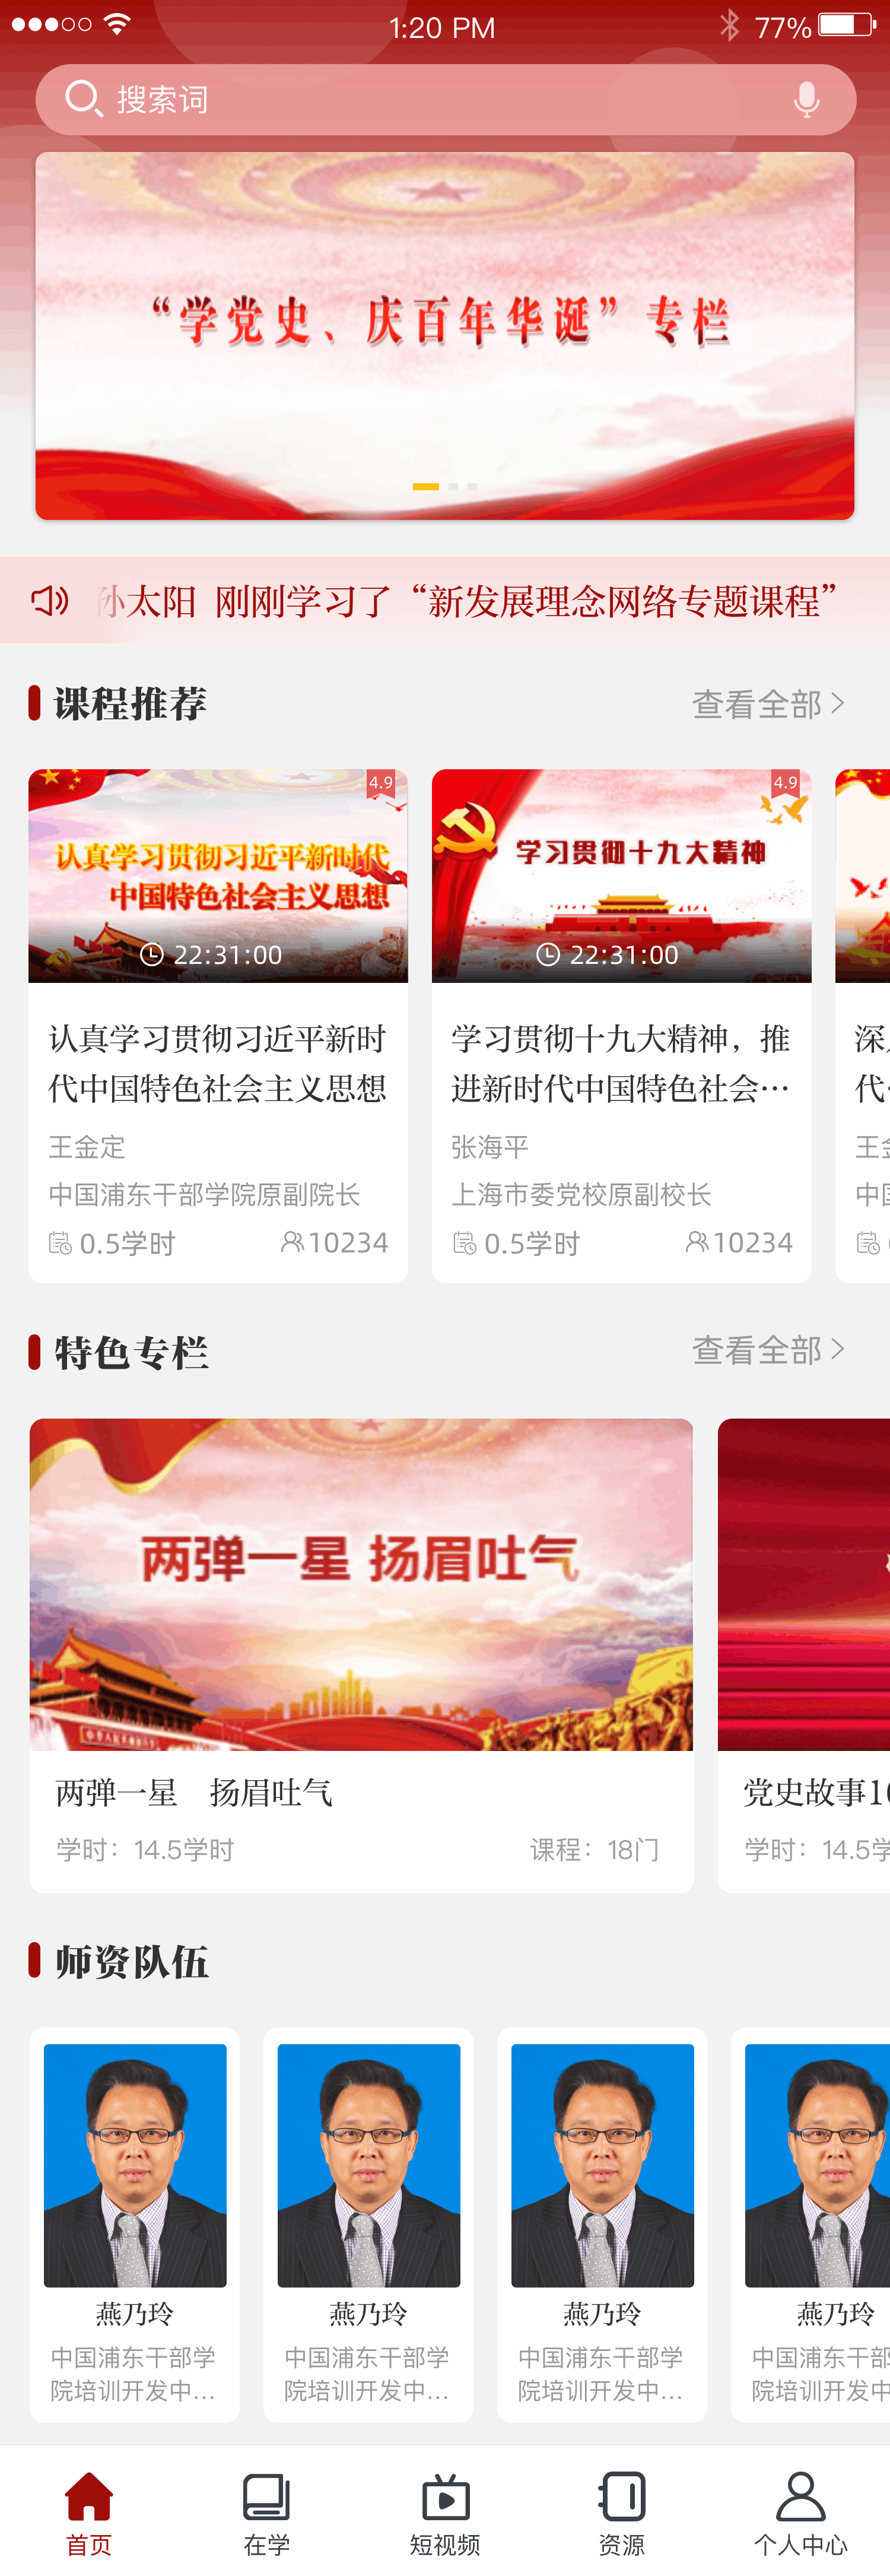 1:20 PM
77%
搜索词
“学党史、庆百年华诞”专栏
孙太阳 刚刚学习了“新发展理念网络专题课程”
课程推荐
查看全部
4.9
认真学习贯彻习近平新时代
中国特色社会主义思想
22:31:00
认真学习贯彻习近平新时
代中国特色社会主义思想
王金定
中国浦东干部学院原副院长
0.5学时
10234
4.9
学习贯彻十九大精神
22:31:00
学习贯彻十九大精神，推
进新时代中国特色社会…
张海平
上海市委党校原副校长
0.5学时
10234
深
代
王
中
特色专栏
查看全部
两弹一星 扬眉吐气
两弹一星 扬眉吐气
学时：14.5学时
课程：18门
党史故事10
学时：14.5学
师资队伍
燕乃玲
中国浦东干部学
院培训开发中...
燕乃玲
中国浦东干部学
院培训开发中...
燕乃玲
中国浦东干部学
院培训开发中...
燕乃玲
中国浦东干部
院培训开发中
首页
在学
短视频
资源
个人中心